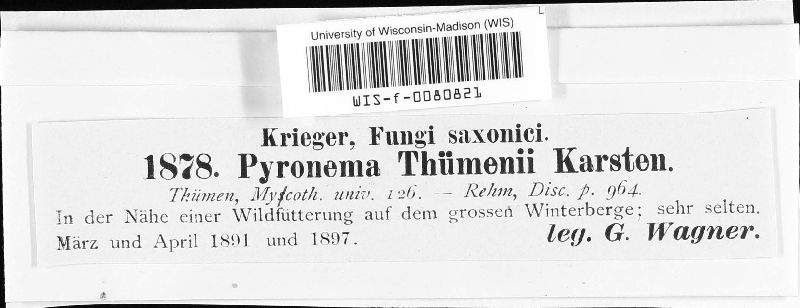 University of Wisconsin-Madison (WIS)
WIS-f-0080821
Krieger, Fungi saxonici.
1878. Pyronema Thümenii Karsten.
Thümen, Mycoth. univ. 126. — Rehm, Disc. p. 964.
In der Nähe einer Wildfütterung auf dem grossen Winterberge; sehr selten.
März und April 1891 und 1897.
leg. G. Wagner.